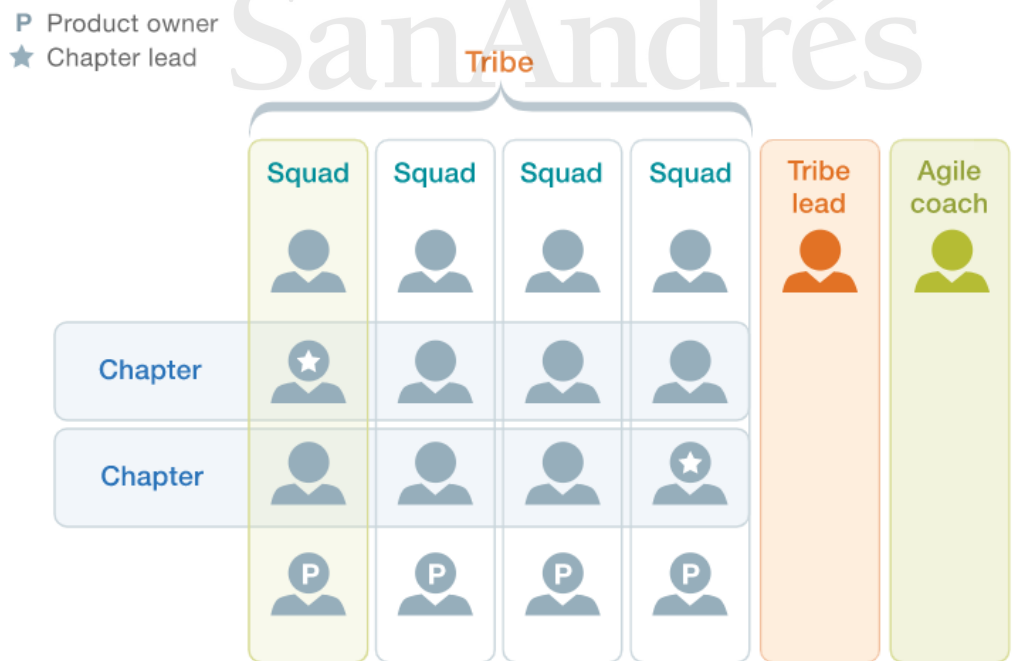 SanAndrés
P Product owner
Chapter lead
Tribe
Squad
Squad
Squad
Squad
Tribe
lead
Agile
coach
Chapter
Chapter
P
P
P
P